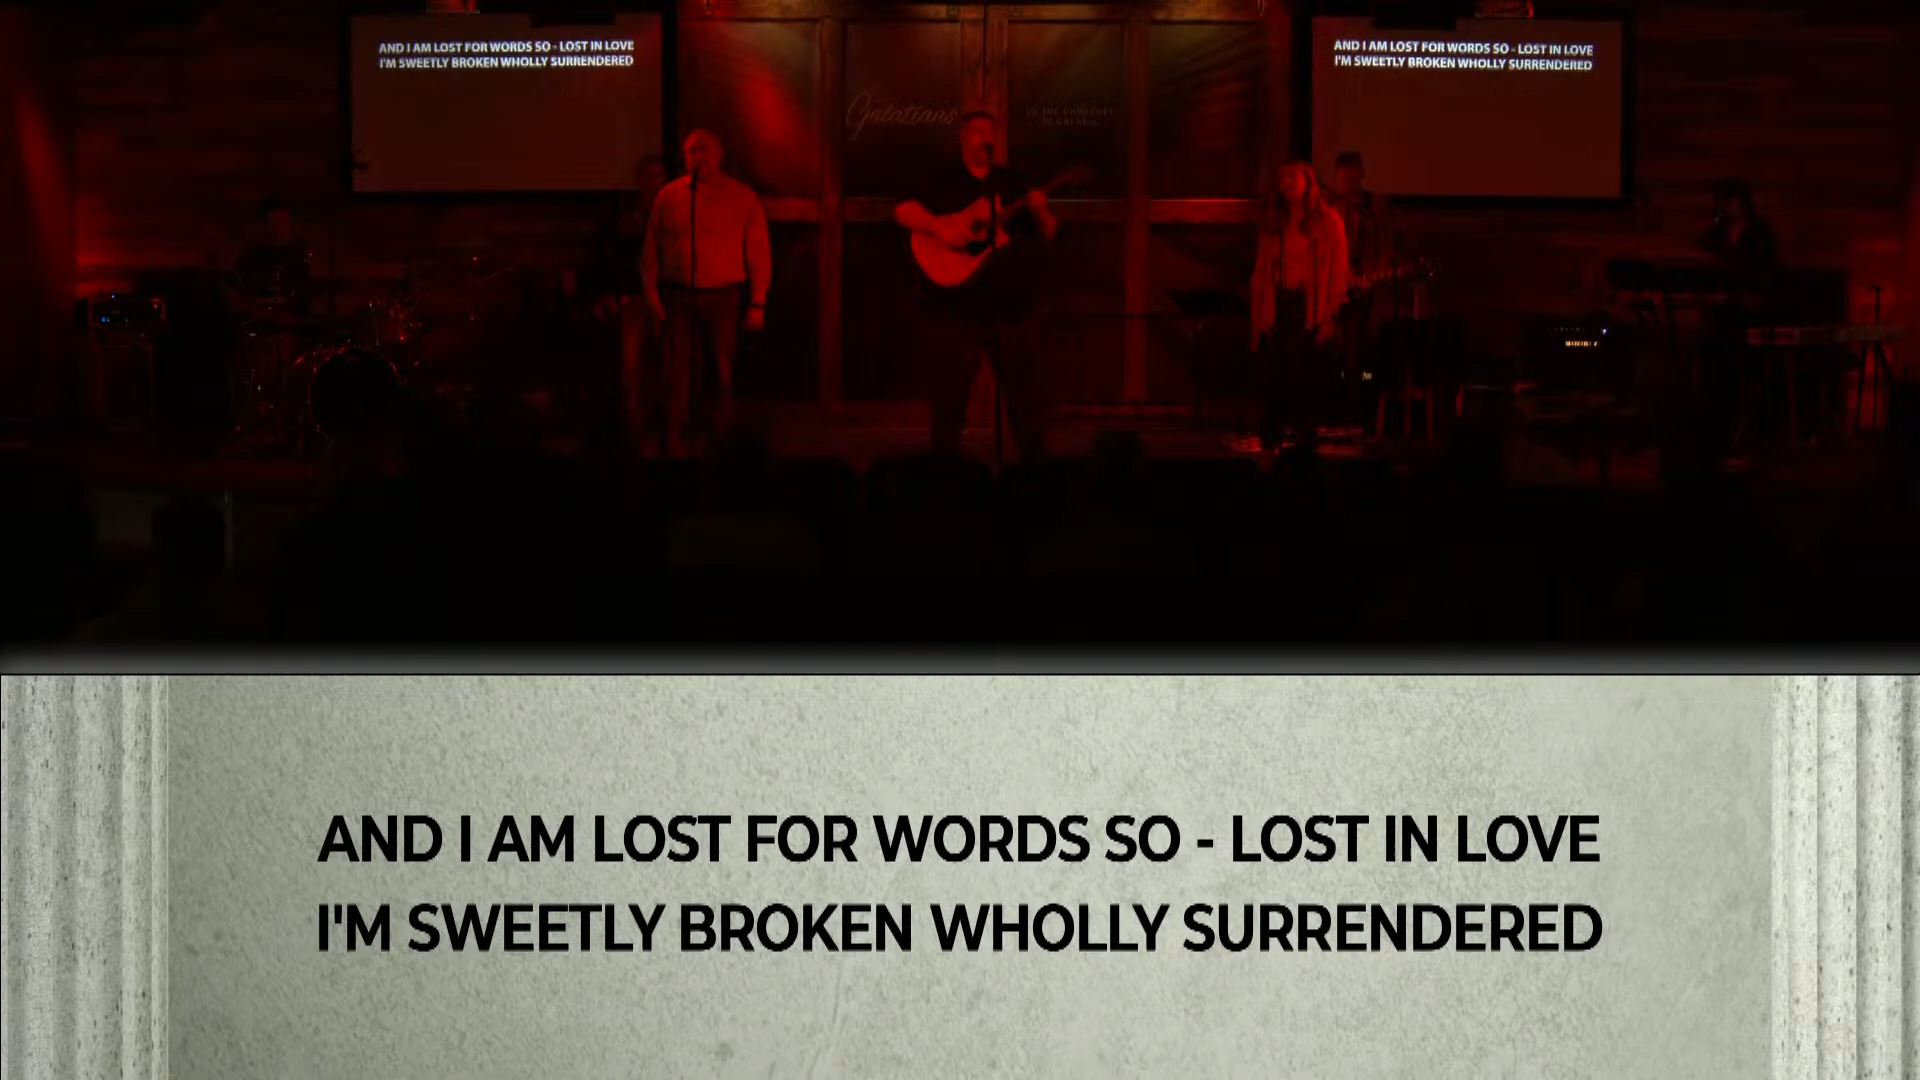 AND I AM LOST FOR WORDS SO - LOST IN LOVE
I'M SWEETLY BROKEN WHOLLY SURRENDERED
AND I AM LOST FOR WORDS SO - LOST IN LOVE
I'M SWEETLY BROKEN WHOLLY SURRENDERED
Galatians
AND I AM LOST FOR WORDS SO - LOST IN LOVE
I'M SWEETLY BROKEN WHOLLY SURRENDERED